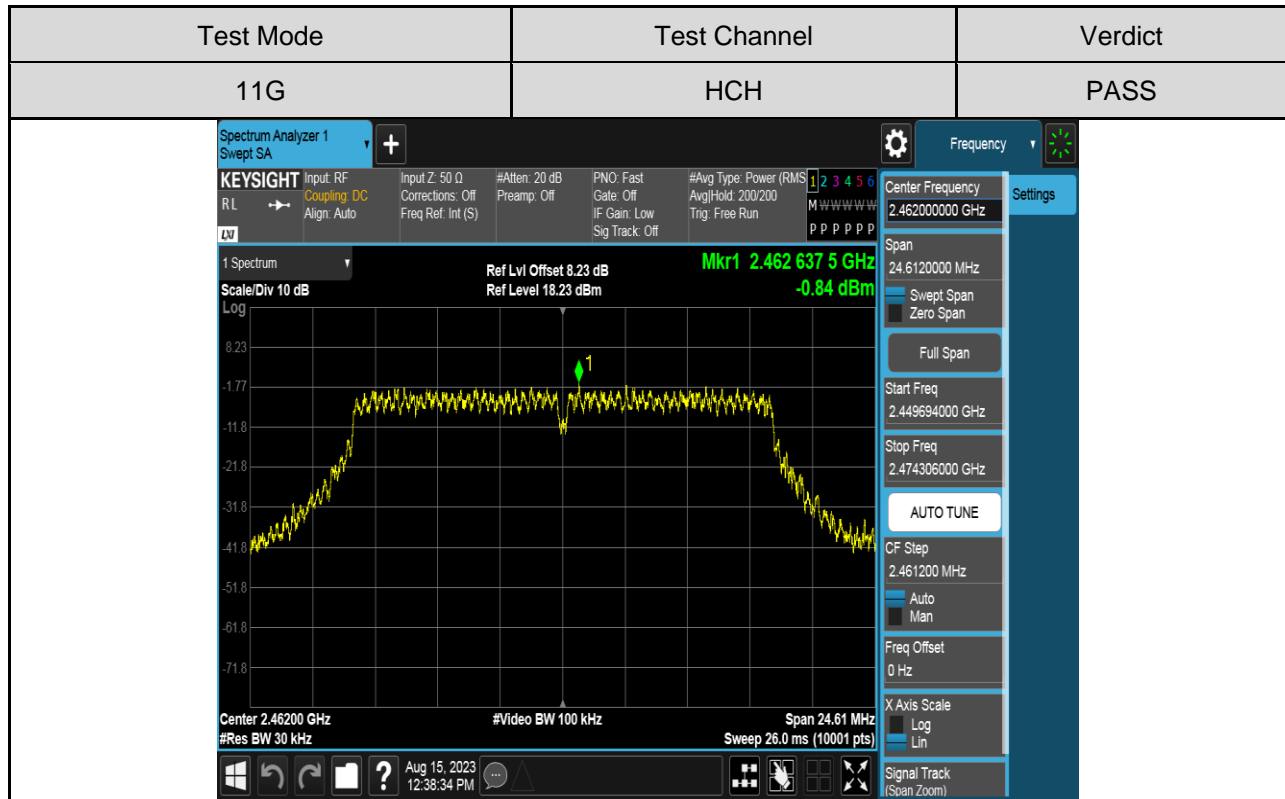 Test Mode Test Channel Verdict
11G HCH PASS
Spectrum Analyzer 1
Swept SA
Frequency
Settings
KEYSIGHT
RL
LXI
Input: RF
Coupling: DC
Align: Auto
Input Z: 50 Ω
Corrections: Off
Freq Ref: Int (S)
#Atten: 20 dB
Preamp: Off
PNO: Fast
Gate: Off
IF Gain: Low
Sig Track: Off
#Avg Type: Power (RMS
Avg|Hold: 200/200
Trig: Free Run
1 2 3 4 5 6
M W W W W W
P P P P P P
1 Spectrum
Scale/Div 10 dB
Log
Ref Lvl Offset 8.23 dB
Ref Level 18.23 dBm
Mkr1 2.462 637 5 GHz
-0.84 dBm
8.23
-1.77
-11.8
-21.8
-31.8
-41.8
-51.8
-61.8
-71.8
1
Center 2.46200 GHz
#Res BW 30 kHz
#Video BW 100 kHz
Span 24.61 MHz
Sweep 26.0 ms (10001 pts)
Center Frequency
2.462000000 GHz
Span
24.6120000 MHz
Swept Span
Zero Span
Full Span
Start Freq
2.449694000 GHz
Stop Freq
2.474306000 GHz
AUTO TUNE
CF Step
2.461200 MHz
Auto
Man
Freq Offset
0 Hz
X Axis Scale
Log
Lin
Signal Track
(Span Zoom)
?
Aug 15, 2023
12:38:34 PM